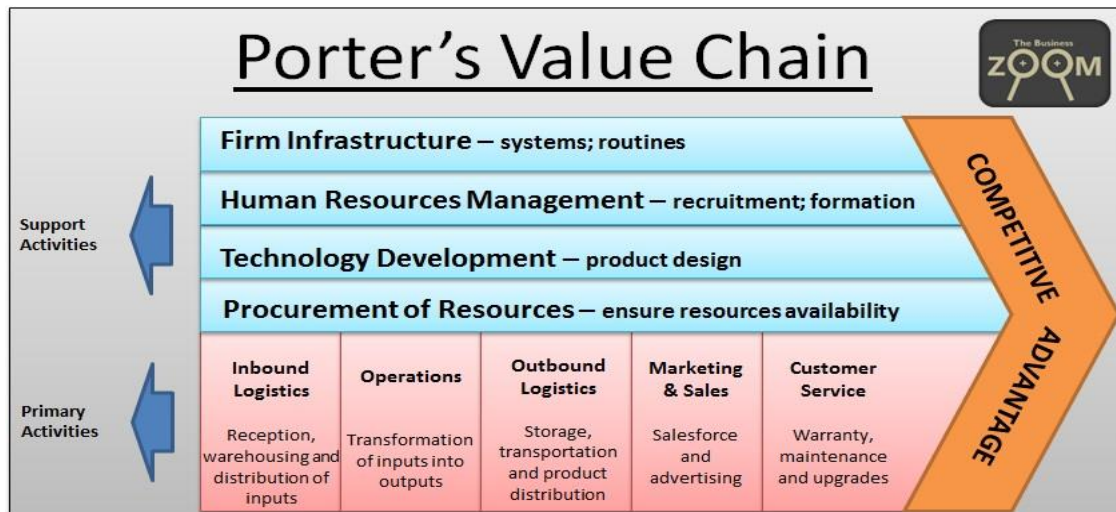 Porter’s Value Chain
The Business
ZOOM
Firm Infrastructure – systems; routines
Human Resources Management – recruitment; formation
Technology Development – product design
Procurement of Resources – ensure resources availability
Support
Activities
COMPETITIVE
ADVANTAGE
Primary
Activities
Inbound
Logistics
Reception,
warehousing and
distribution of
inputs
Operations
Transformation
of inputs into
outputs
Outbound
Logistics
Storage,
transportation
and product
distribution
Marketing
& Sales
Salesforce
and
advertising
Customer
Service
Warranty,
maintenance
and upgrades